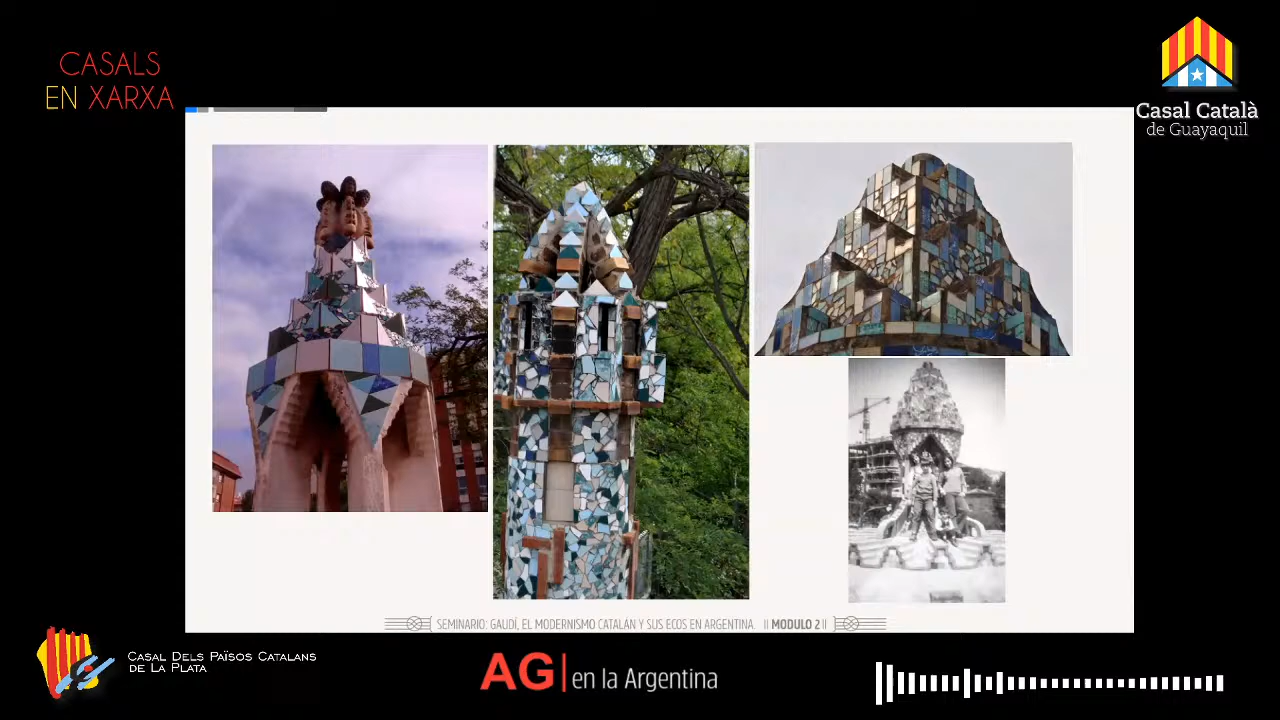 CASALS
EN XARXA
Casal Català
de Guayaquil
SEMINARIO: GAUDÍ, EL MODERNISMO CATALÁN Y SUS ECOS EN ARGENTINA. || MODULO 2 ||
CASAL DELS PAÏSOS CATALANS
DE LA PLATA
AG| en la Argentina